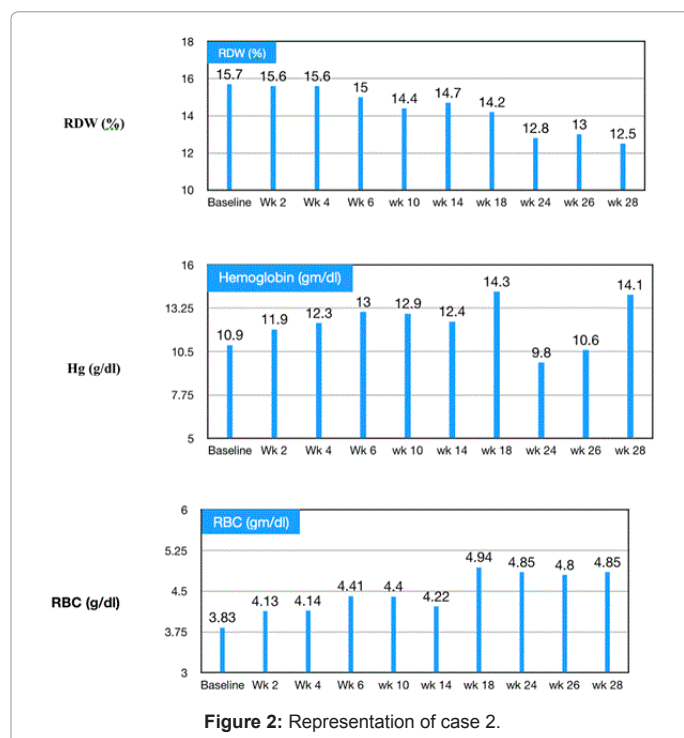 18
RDW (%)
15.7 15.6 15.6 15 14.4 14.7 14.2 12.8 13 12.5
16
RDW (%)
14
12
10
Baseline Wk 2 Wk 4 Wk 6 wk 10 wk 14 wk 18 wk 24 wk 26 wk 28
16
Hemoglobin (gm/dl)
13.25
10.9 11.9 12.3 13 12.9 12.4 14.3 9.8 10.6 14.1
10.5
Hg (g/dl)
7.75
5
Baseline Wk 2 Wk 4 Wk 6 wk 10 wk 14 wk 18 wk 24 wk 26 wk 28
6
RBC (gm/dl)
5.25
3.83 4.13 4.14 4.41 4.4 4.22 4.94 4.85 4.8 4.85
4.5
RBC (g/dl)
3.75
3
Baseline Wk 2 Wk 4 Wk 6 wk 10 wk 14 wk 18 wk 24 wk 26 wk 28
Figure 2: Representation of case 2.